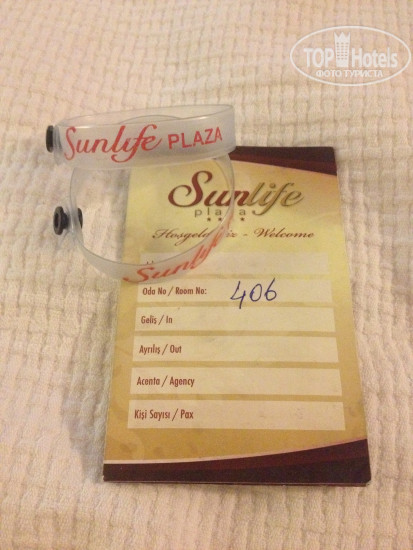 TOP Hotels
ФОТО ТУРИСТА
Sunlife PLAZA
Sunlife
Sunlife
plaza
Welcome
Oda No / Room No: 406
Geliş / In
Ayrılış / Out
Acenta / Agency
Kişi Sayısı / Pax